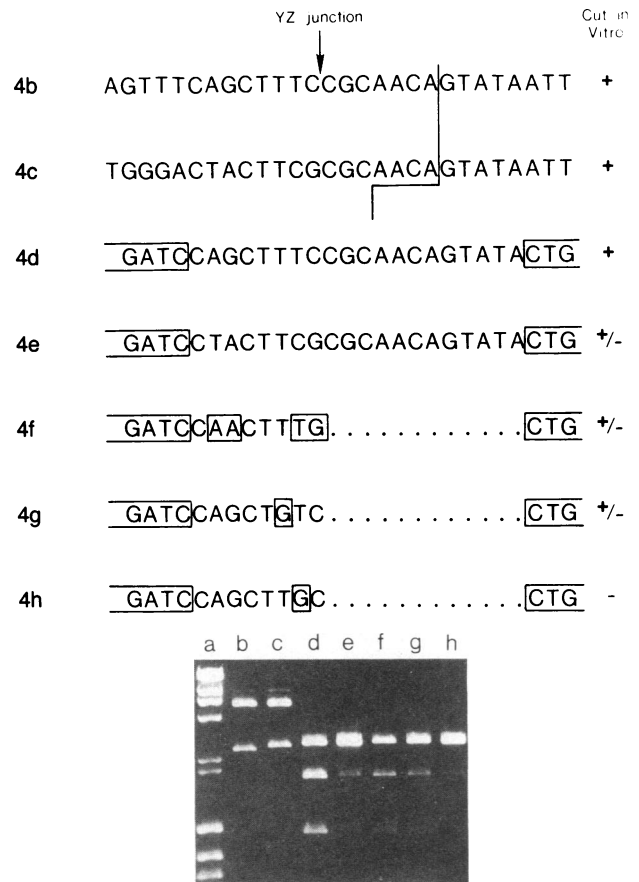 YZ junction
Cut in
Vitro
4b AGTTTCAGCTTTCCGCAACAGTATAATT +
4c TGGGACTACTTCGCGCAACAGTATAATT +
4d GATCCAGCTTTCCGCAACAGTATACTG +
4e GATCCTACTTCGCGCAACAGTATACTG +/-
4f GATCCAACTTTG............CTG +/-
4g GATCCAGCTGTC............CTG +/-
4h GATCCAGCTTGC............CTG -
a b c d e f g h